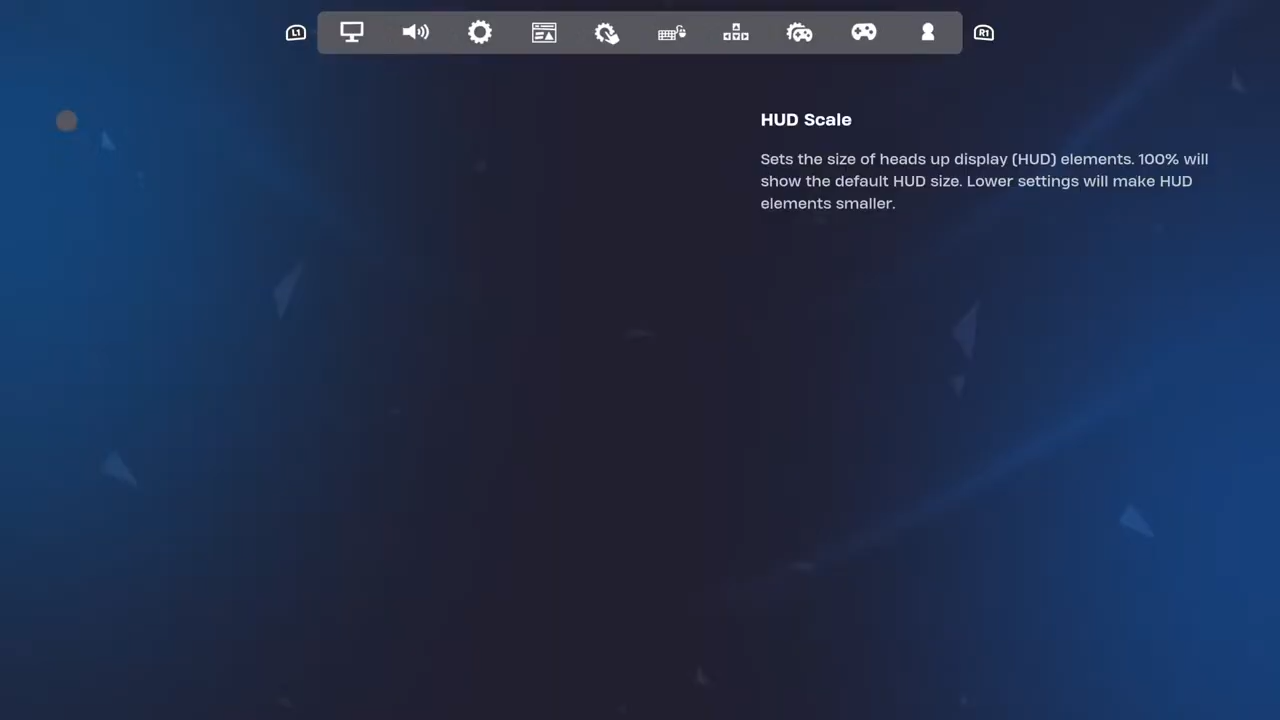 L1
R1
HUD Scale
Sets the size of heads up display (HUD) elements. 100% will
show the default HUD size. Lower settings will make HUD
elements smaller.